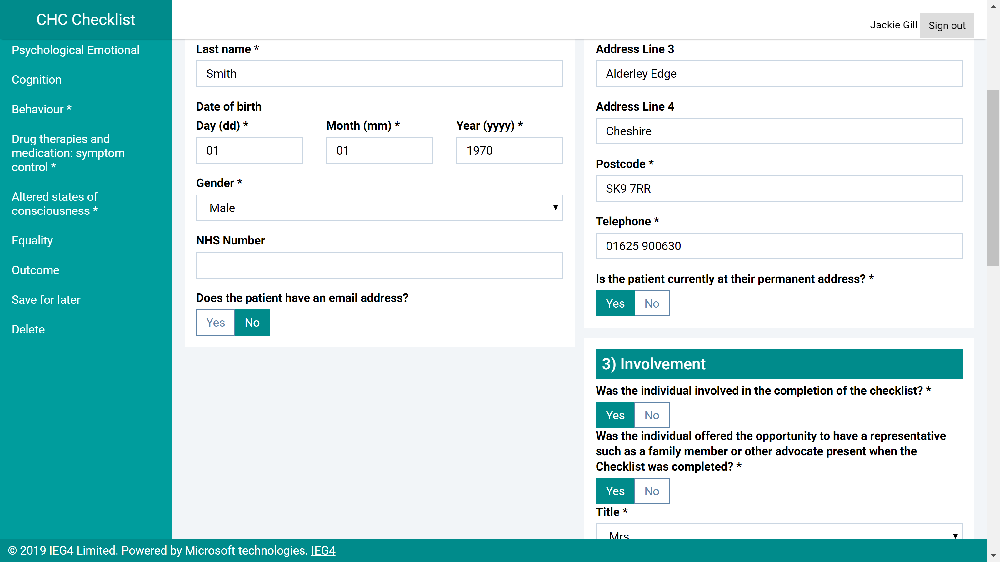 CHC Checklist
Jackie Gill
Sign out
Psychological Emotional
Cognition
Behaviour *
Drug therapies and
medication: symptom
control *
Altered states of
consciousness *
Equality
Outcome
Save for later
Delete
Last name *
Smith
Date of birth
Day (dd) *
Month (mm) *
Year (yyyy) *
01
01
1970
Gender *
Male
NHS Number
Does the patient have an email address?
Yes
No
Address Line 3
Alderley Edge
Address Line 4
Cheshire
Postcode *
SK9 7RR
Telephone *
01625 900630
Is the patient currently at their permanent address? *
Yes
No
3) Involvement
Was the individual involved in the completion of the checklist? *
Yes
No
Was the individual offered the opportunity to have a representative
such as a family member or other advocate present when the
Checklist was completed? *
Yes
No
Title *
Mrs
© 2019 IEG4 Limited. Powered by Microsoft technologies. IEG4